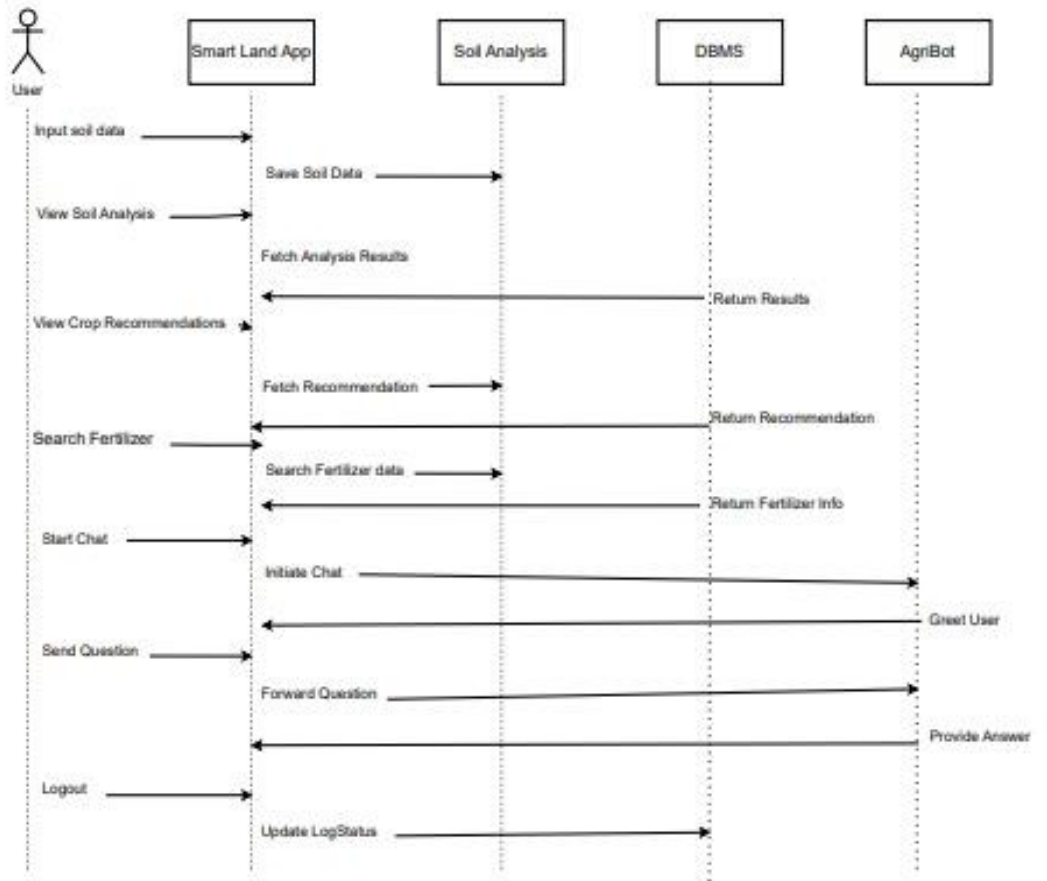 Smart Land App
Soil Analysis
DBMS
AgriBot
User
Input soil data
Save Soil Data
View Soil Analysis
Fetch Analysis Results
Return Results
View Crop Recommendations
Fetch Recommendation
Return Recommendation
Search Fertilizer
Search Fertilizer data
Return Fertilizer Info
Start Chat
Initiate Chat
Greet User
Send Question
Forward Question
Provide Answer
Logout
Update LogStatus